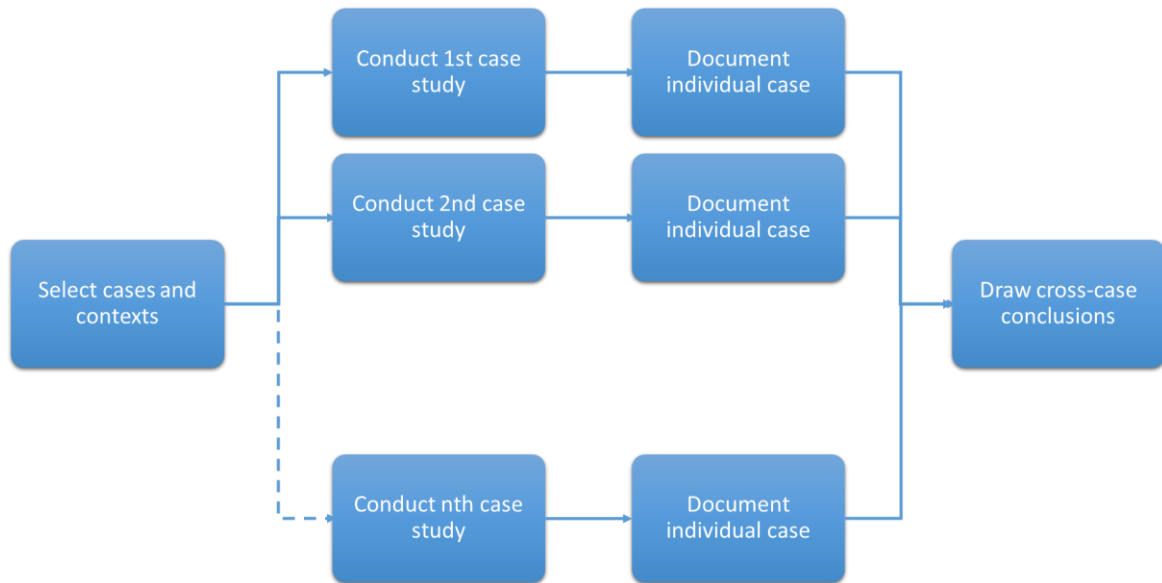 Conduct 1st case
study
Document
individual case
Conduct 2nd case
study
Document
individual case
Select cases and
contexts
Draw cross-case
conclusions
Conduct nth case
study
Document
individual case